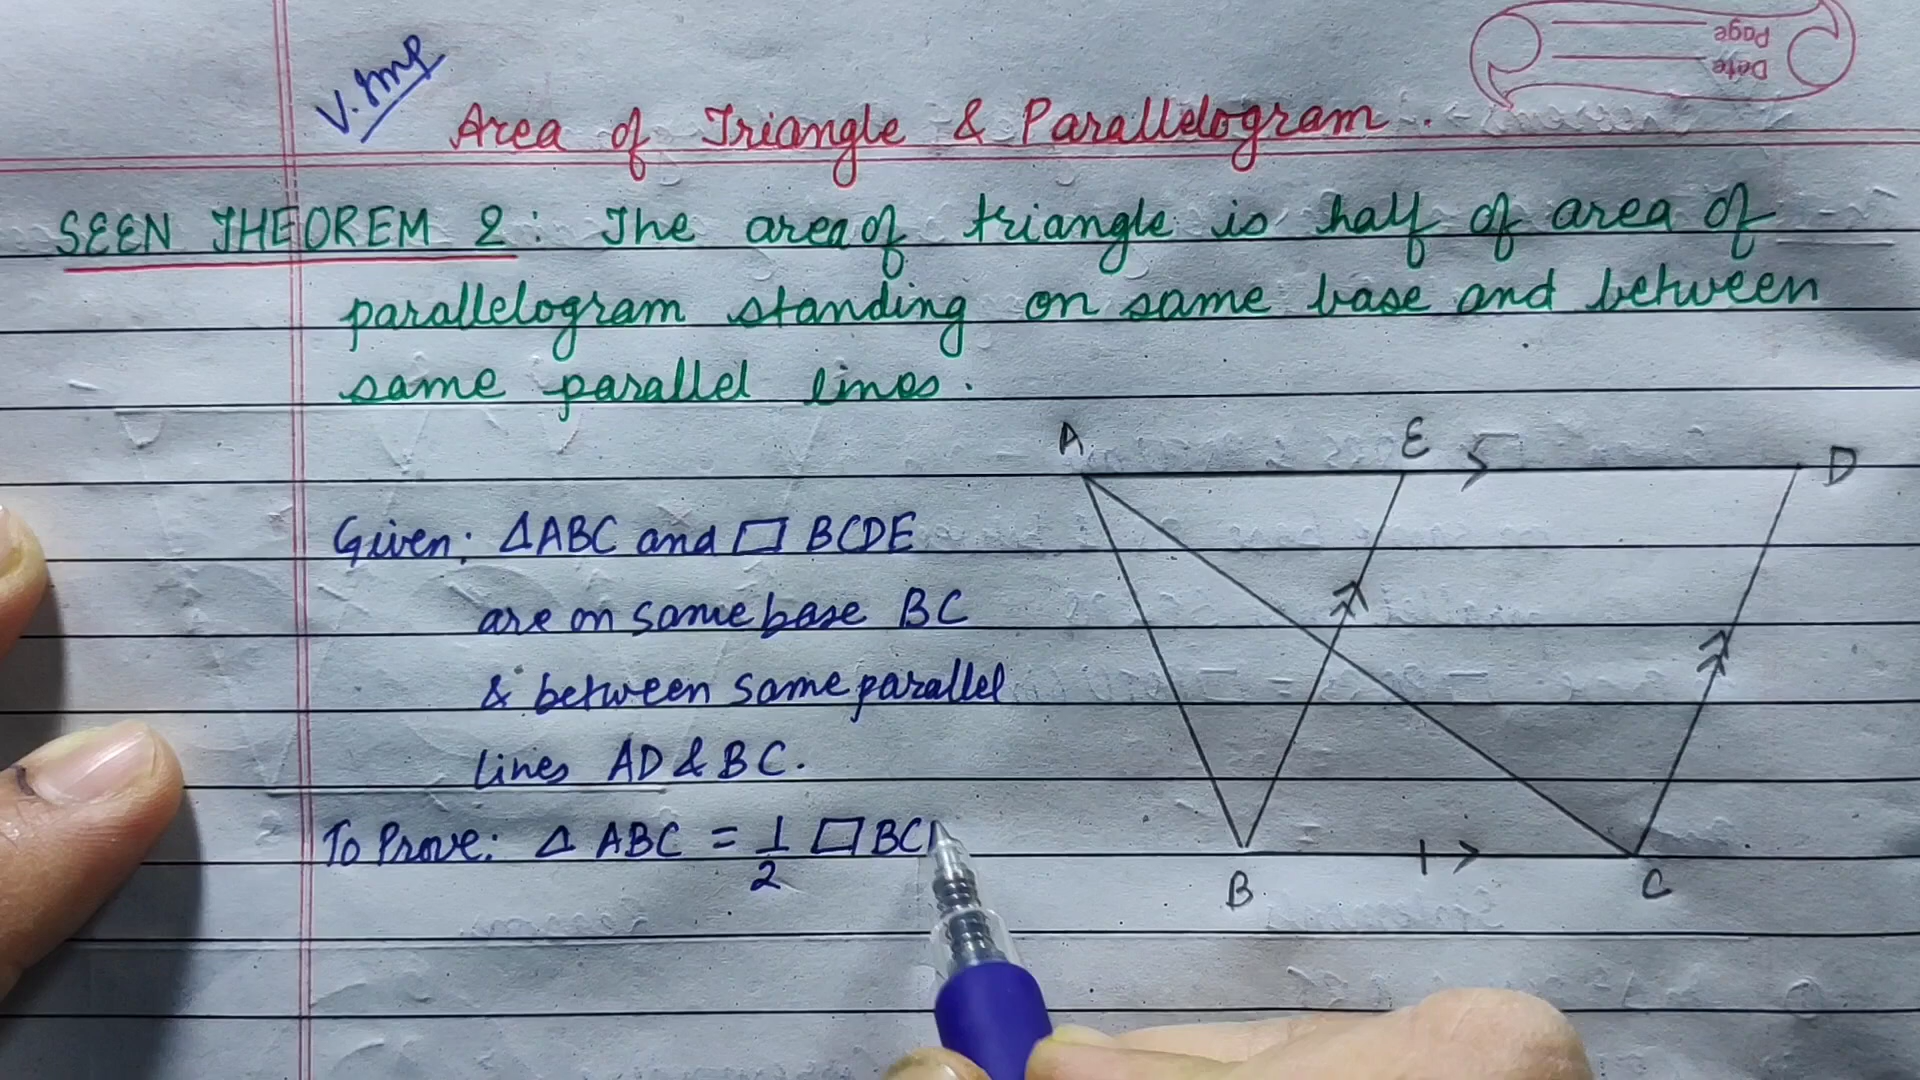 Page
Date
V. Imp
Area of Triangle & Parallelogram.
SEEN THEOREM 2: The area of triangle is half of area of
parallelogram standing on same base and between
same parallel lines.
A E D
Given: △ABC and ▱ BCDE
are on same base BC
& between same parallel
lines AD & BC.
To Prove: △ ABC = 1/2 ▱ BC
B C